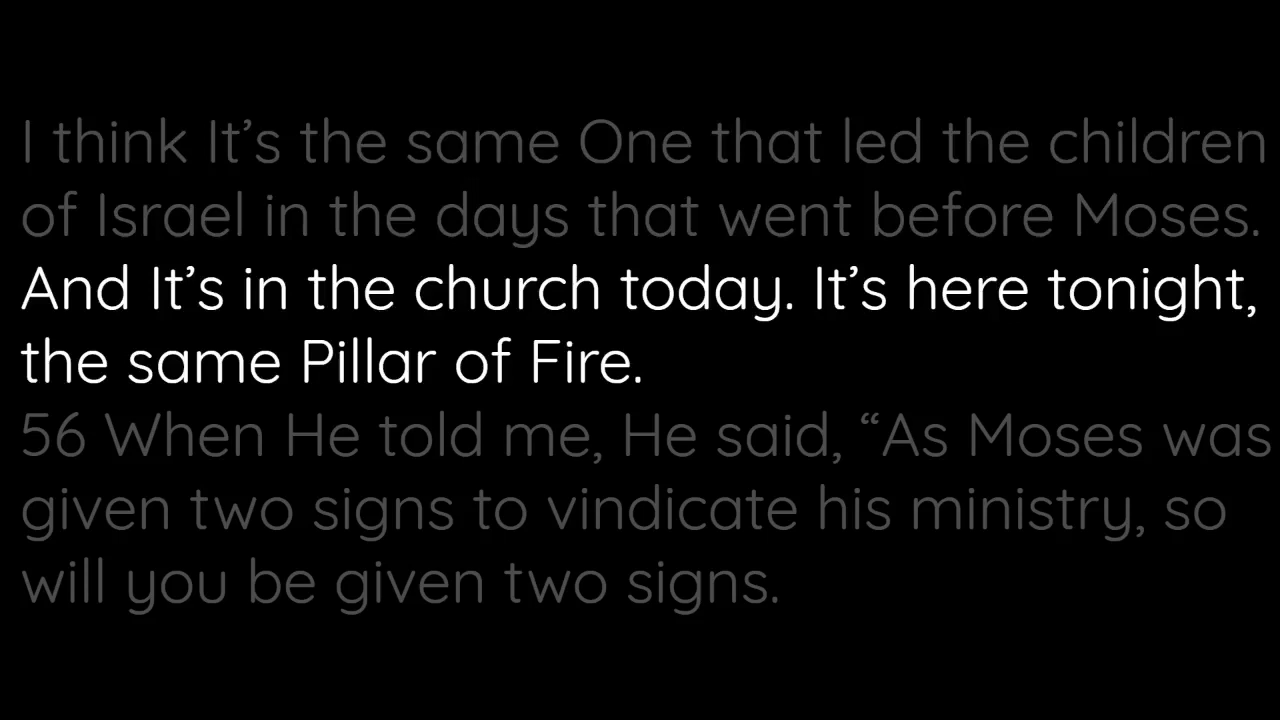 I think It’s the same One that led the children
of Israel in the days that went before Moses.
And It’s in the church today. It’s here tonight,
the same Pillar of Fire.
56 When He told me, He said, “As Moses was
given two signs to vindicate his ministry, so
will you be given two signs.